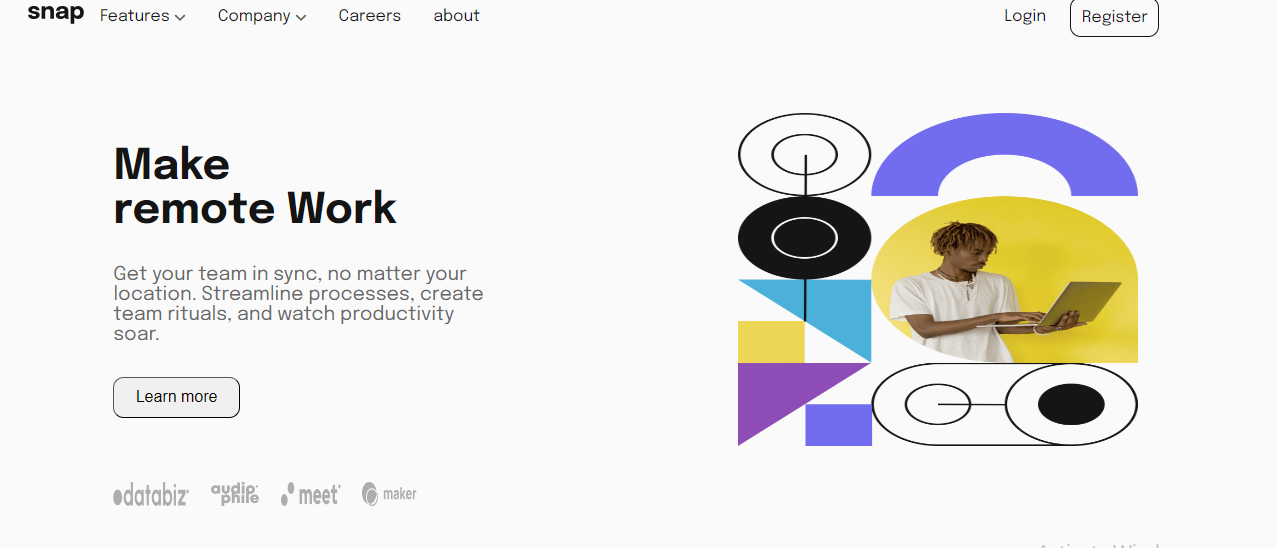 snap Features Company Careers about Login Register
Make
remote Work
Get your team in sync, no matter your
location. Streamline processes, create
team rituals, and watch productivity
soar.
Learn more
databiz audiophile meet maker